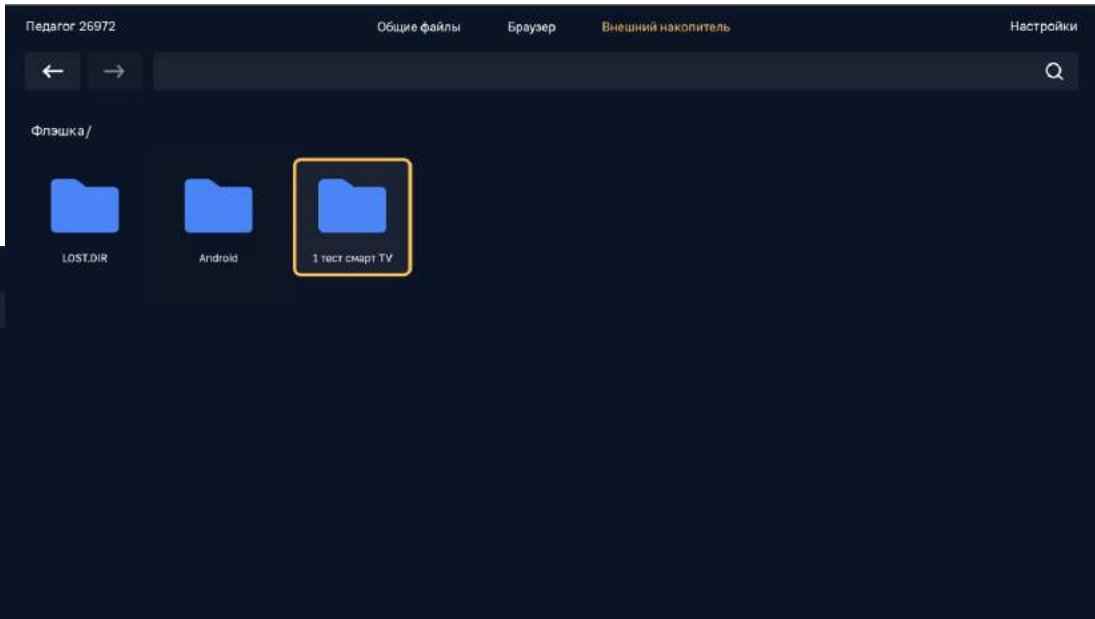 Педагог 26972 Общие файлы Браузер Внешний накопитель Настройки
Флэшка/
LOST.DIR Android 1 тест смарт TV